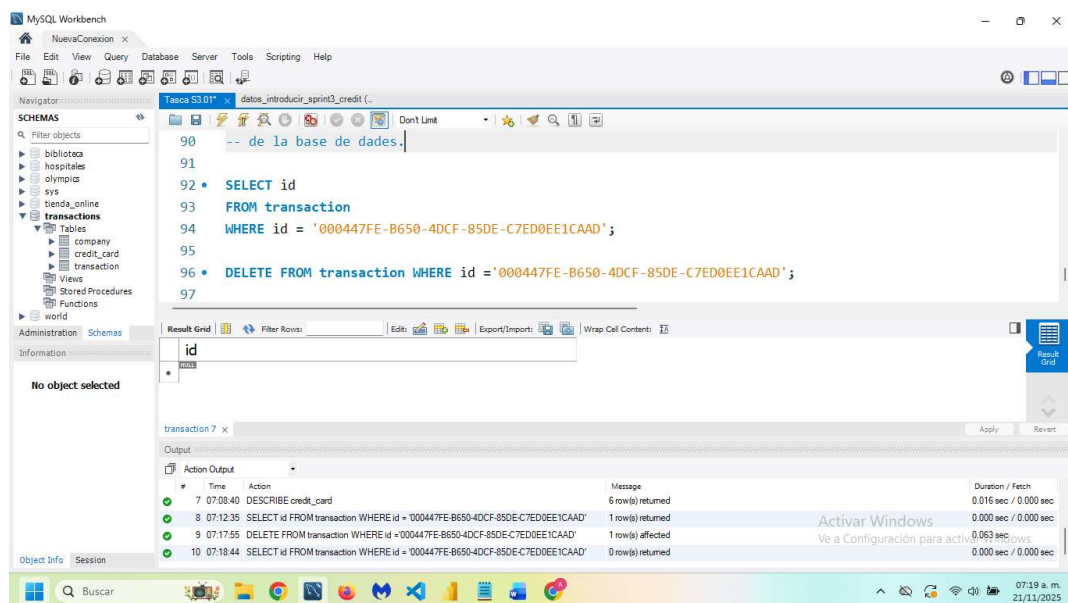 MySQL Workbench
NuevaConexion ×
File Edit View Query Database Server Tools Scripting Help
Navigator
Tasca S3.01* × datos_introducir_sprint3_credit (...
SCHEMAS
Filter objects
Don't Limit
biblioteca
hospitales
olympics
sys
tienda_online
transactions
Tables
company
credit_card
transaction
Views
Stored Procedures
Functions
world
Administration Schemas
Information
No object selected
Object Info Session
90 -- de la base de dades.
91
92 SELECT id
93 FROM transaction
94 WHERE id = '000447FE-B650-4DCF-85DE-C7ED0EE1CAAD';
95
96 DELETE FROM transaction WHERE id ='000447FE-B650-4DCF-85DE-C7ED0EE1CAAD';
97
Result Grid Filter Rows: Edit: Export/Import: Wrap Cell Content:
id
NULL
Result Grid
transaction 7 × Apply Revert
Output
Action Output
# Time Action Message Duration / Fetch
7 07:08:40 DESCRIBE credit_card 6 row(s) returned 0.016 sec / 0.000 sec
8 07:12:35 SELECT id FROM transaction WHERE id = '000447FE-B650-4DCF-85DE-C7ED0EE1CAAD' 1 row(s) returned 0.000 sec / 0.000 sec
9 07:17:55 DELETE FROM transaction WHERE id ='000447FE-B650-4DCF-85DE-C7ED0EE1CAAD' 1 row(s) affected 0.063 sec
10 07:18:44 SELECT id FROM transaction WHERE id = '000447FE-B650-4DCF-85DE-C7ED0EE1CAAD' 0 row(s) returned 0.000 sec / 0.000 sec
Activar Windows
Ve a Configuración para activar Windows.
Buscar
07:19 a. m.
21/11/2025